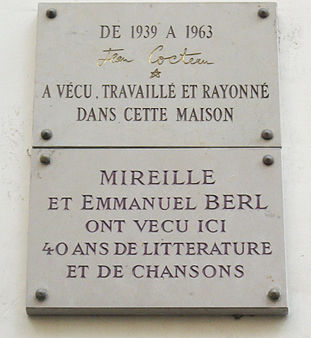 DE 1939 A 1963
Jean Cocteau
A VÉCU, TRAVAILLÉ ET RAYONNÉ
DANS CETTE MAISON
MIREILLE
ET EMMANUEL BERL
ONT VECU ICI
40 ANS DE LITTERATURE
ET DE CHANSONS